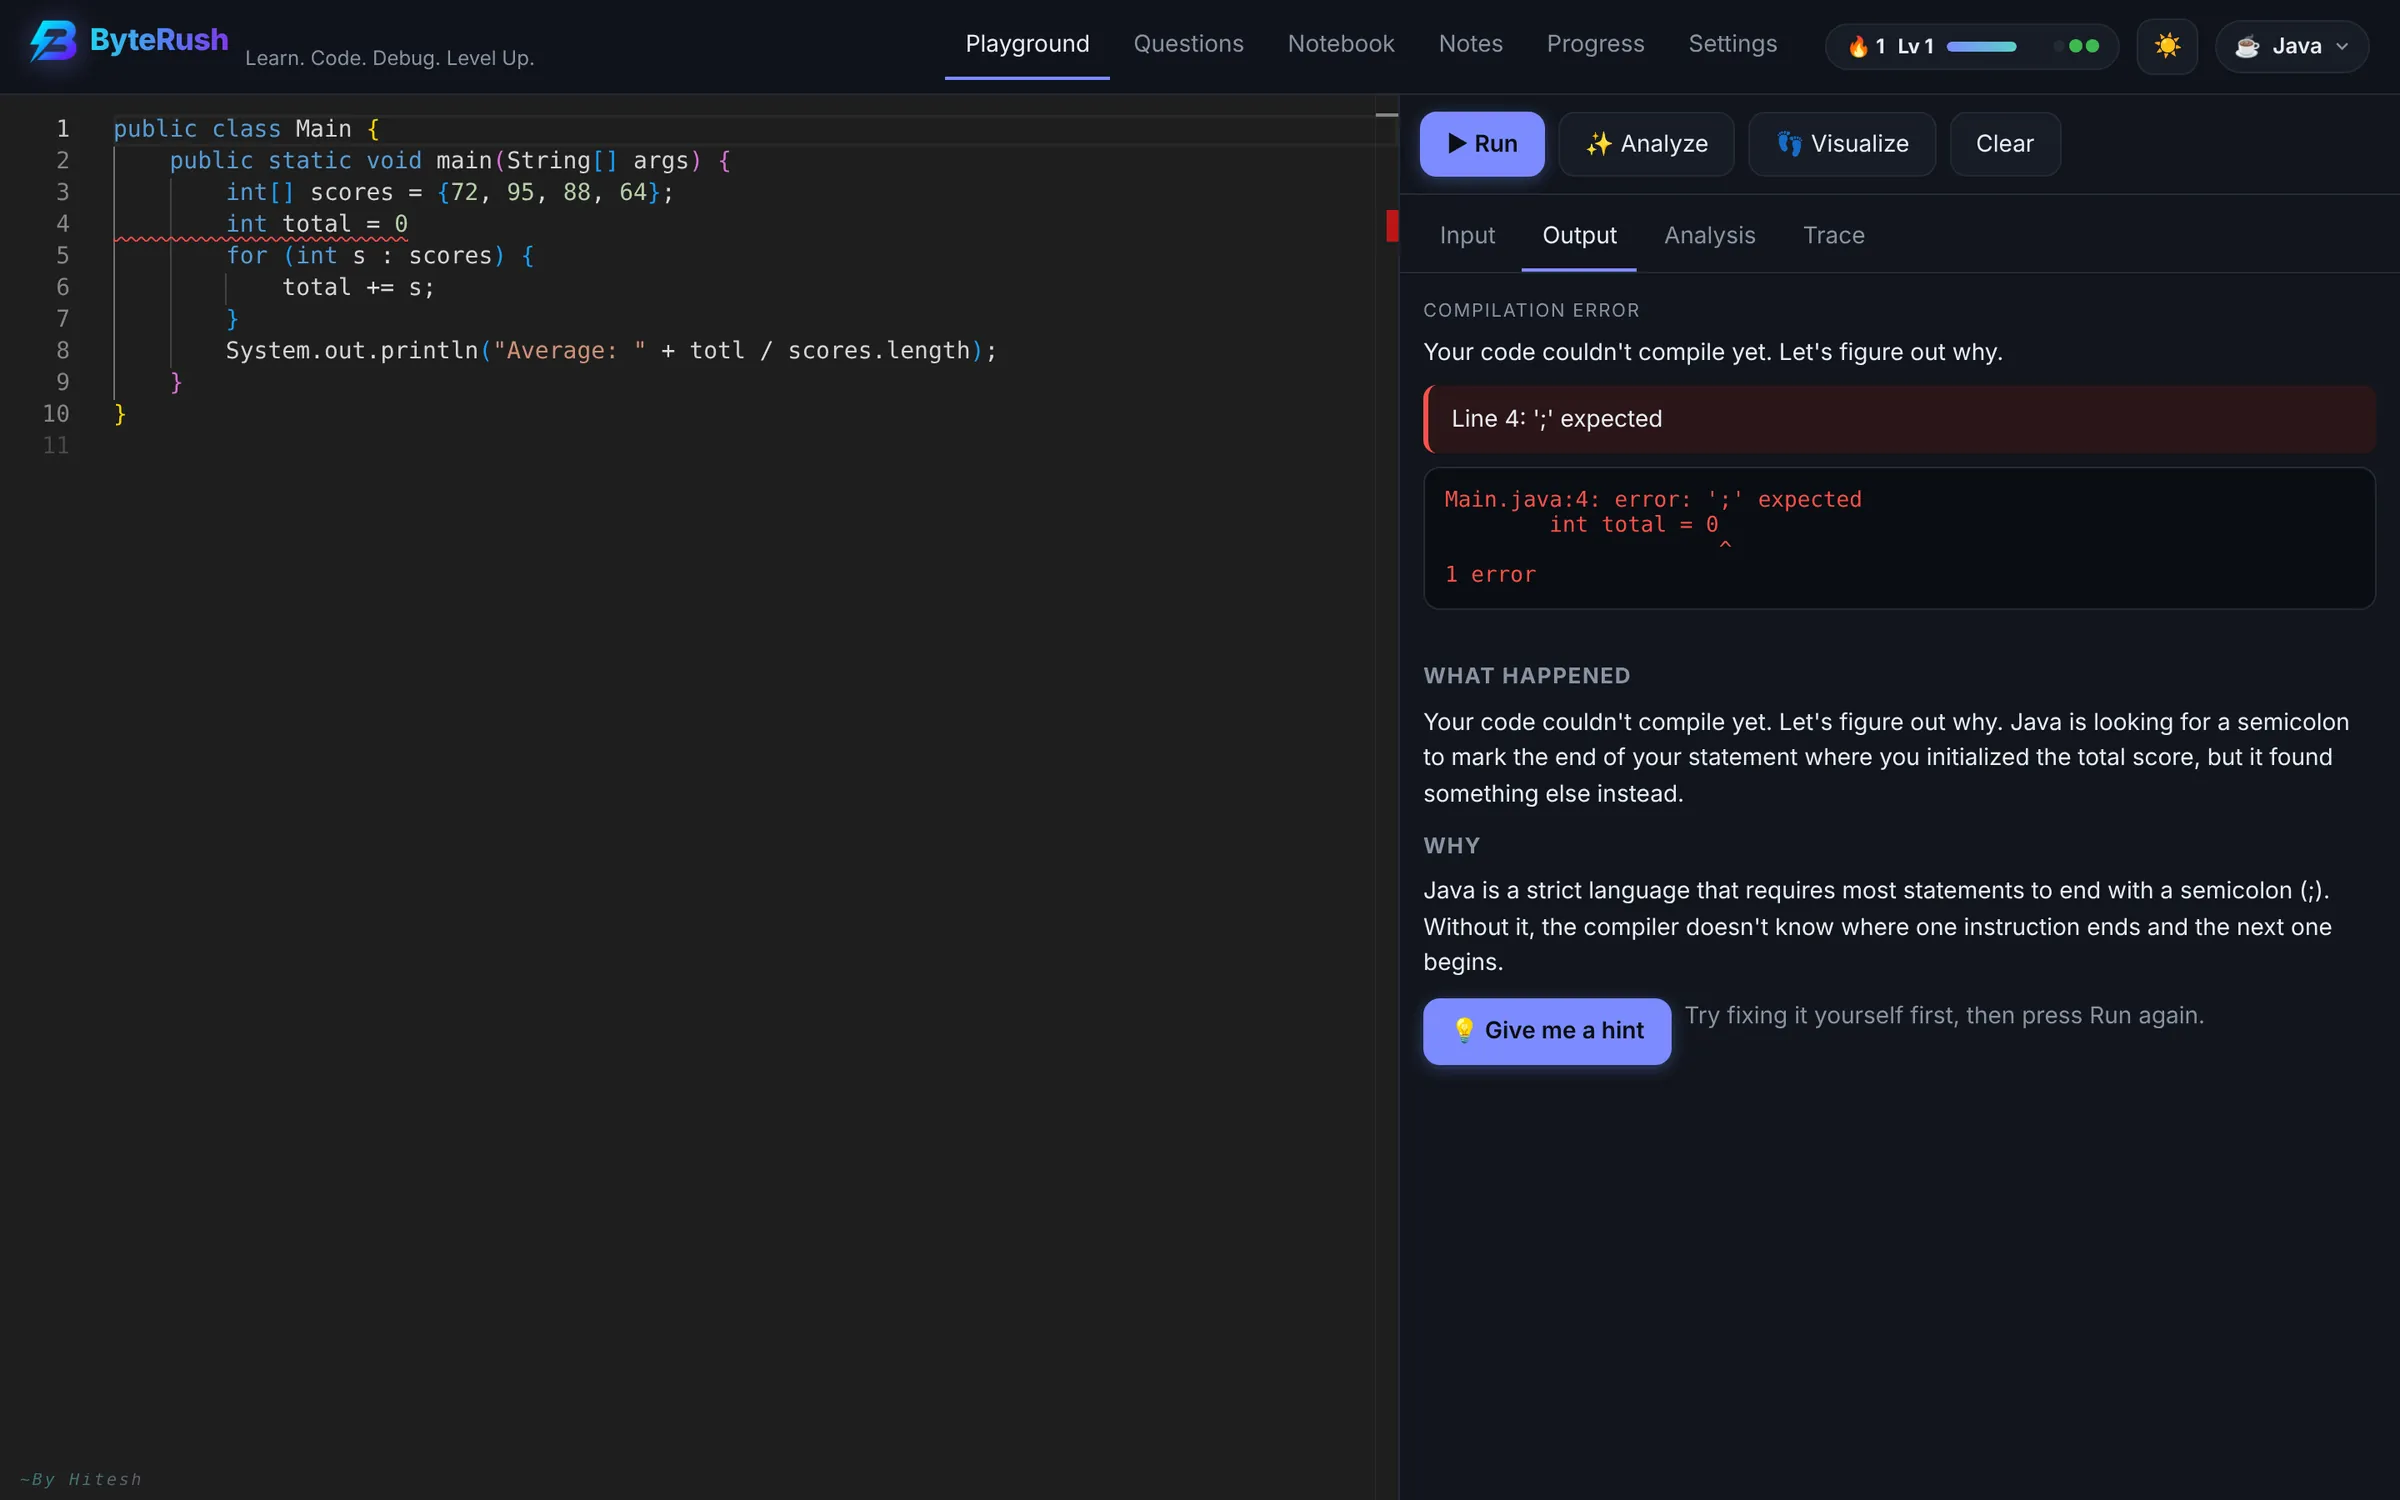 ByteRush
Learn. Code. Debug. Level Up.
Playground
Questions
Notebook
Notes
Progress
Settings
1 Lv 1
Java
1 public class Main {
2 public static void main(String[] args) {
3 int[] scores = {72, 95, 88, 64};
4 int total = 0
5 for (int s : scores) {
6 total += s;
7 }
8 System.out.println("Average: " + totl / scores.length);
9 }
10 }
11
~By Hitesh
Run
Analyze
Visualize
Clear
Input
Output
Analysis
Trace
COMPILATION ERROR
Your code couldn't compile yet. Let's figure out why.
Line 4: ';' expected
Main.java:4: error: ';' expected
int total = 0
^
1 error
WHAT HAPPENED
Your code couldn't compile yet. Let's figure out why. Java is looking for a semicolon
to mark the end of your statement where you initialized the total score, but it found
something else instead.
WHY
Java is a strict language that requires most statements to end with a semicolon (;).
Without it, the compiler doesn't know where one instruction ends and the next one
begins.
Give me a hint
Try fixing it yourself first, then press Run again.